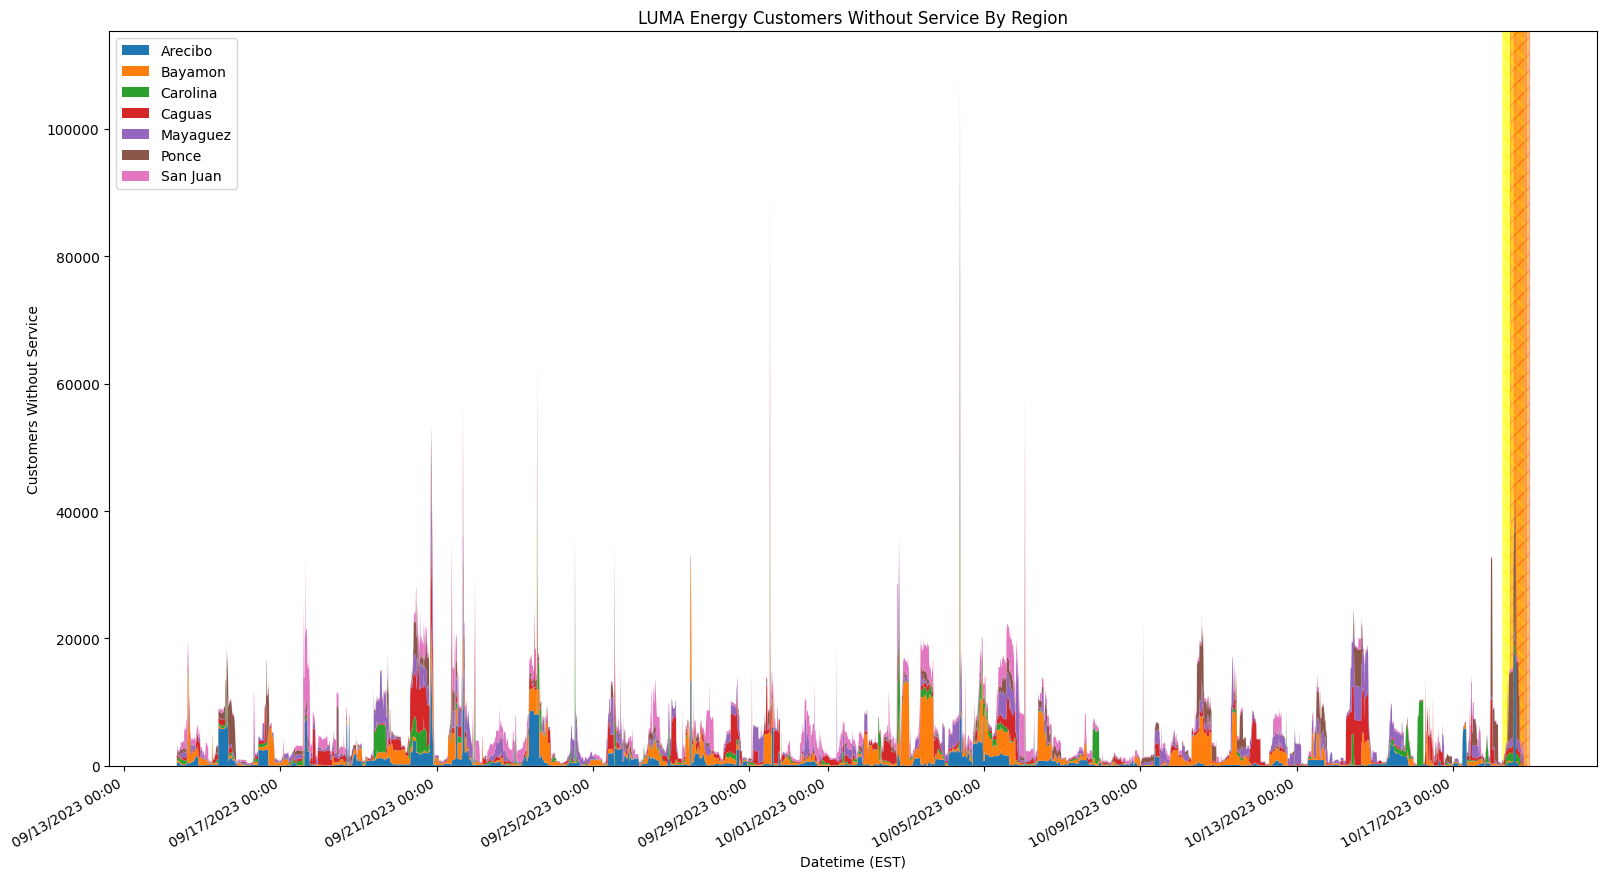 LUMA Energy Customers Without Service By Region
Arecibo
Bayamon
Carolina
Caguas
Mayaguez
Ponce
San Juan
100000
80000
60000
40000
20000
0
Customers Without Service
09/13/2023 00:00
09/17/2023 00:00
09/21/2023 00:00
09/25/2023 00:00
09/29/2023 00:00
10/01/2023 00:00
10/05/2023 00:00
10/09/2023 00:00
10/13/2023 00:00
10/17/2023 00:00
Datetime (EST)